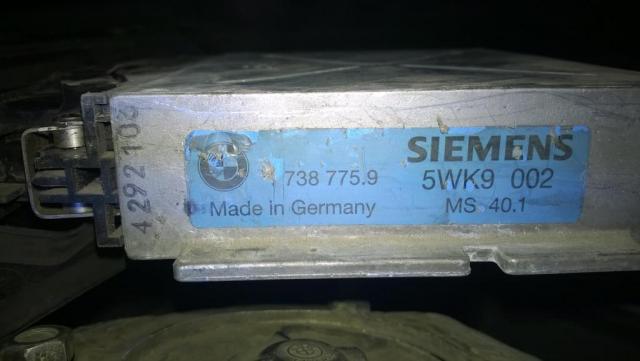 4292103
SIEMENS
738 775.9
5WK9 002
Made in Germany
MS 40.1